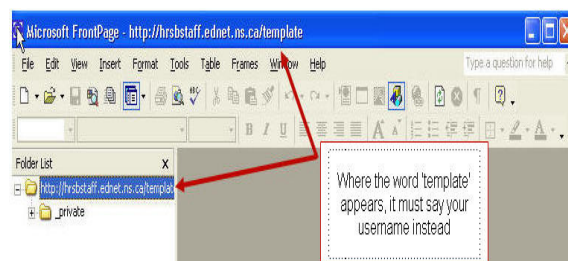 Microsoft FrontPage - http://hrsbstaff.ednet.ns.ca/template
File Edit View Insert Format Tools Table Frames Window Help
Type a question for help
B I U
Folder List x
http://hrsbstaff.ednet.ns.ca/templat
_private
Where the word 'template'
appears, it must say your
username instead